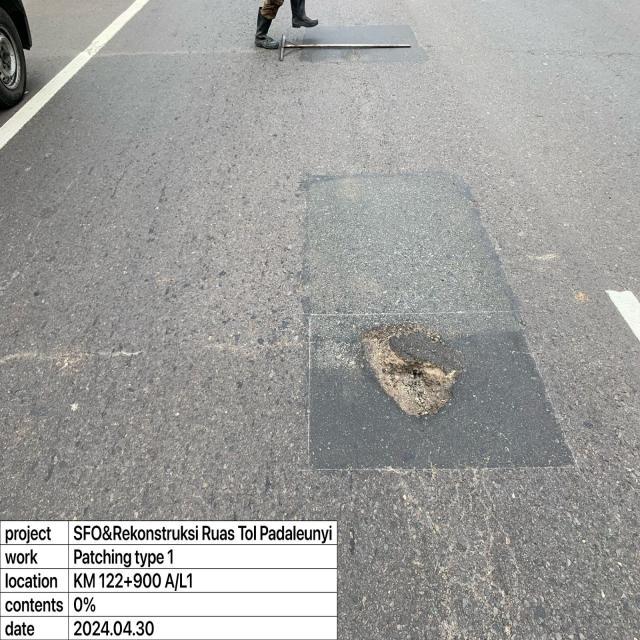 project SFO&Rekonstruksi Ruas Tol Padaleunyi
work Patching type 1
location KM 122+900 A/L1
contents 0%
date 2024.04.30